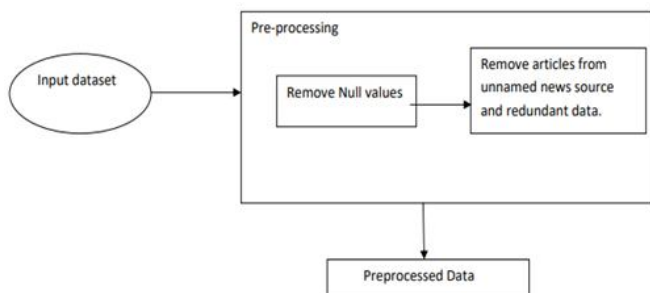 Pre-processing
Input dataset
Remove Null values
Remove articles from
unnamed news source
and redundant data.
Preprocessed Data